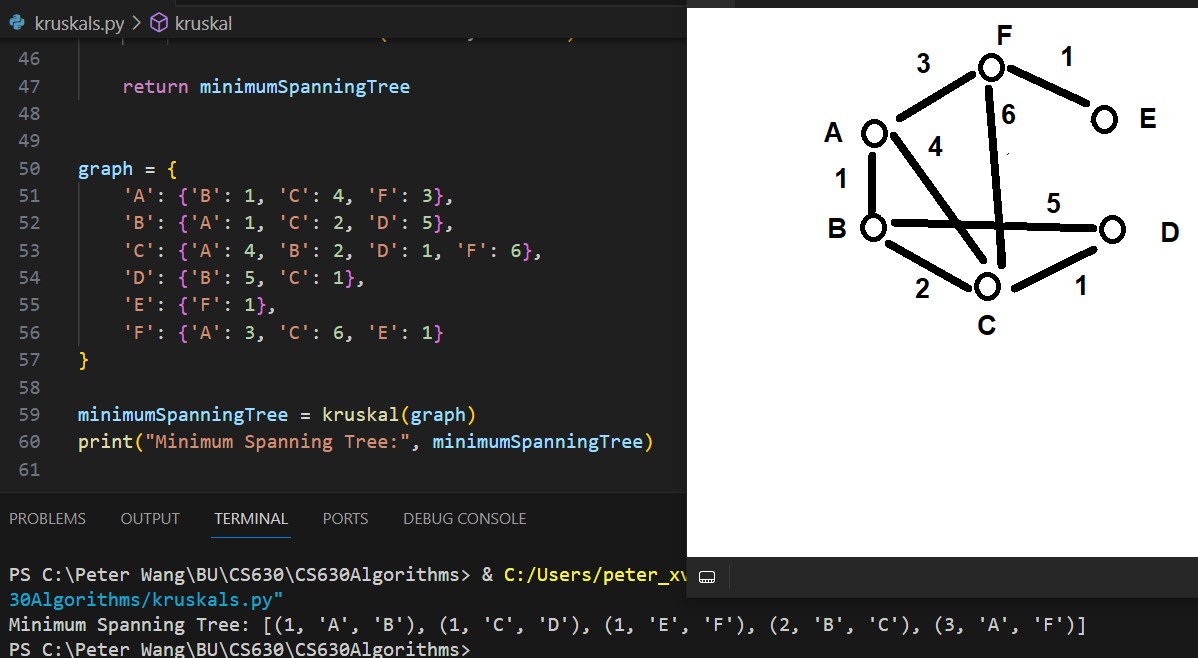 kruskals.py > kruskal
46
47 return minimumSpanningTree
48
49
50 graph = {
51 'A': {'B': 1, 'C': 4, 'F': 3},
52 'B': {'A': 1, 'C': 2, 'D': 5},
53 'C': {'A': 4, 'B': 2, 'D': 1, 'F': 6},
54 'D': {'B': 5, 'C': 1},
55 'E': {'F': 1},
56 'F': {'A': 3, 'C': 6, 'E': 1}
57 }
58
59 minimumSpanningTree = kruskal(graph)
60 print("Minimum Spanning Tree:", minimumSpanningTree)
61
PROBLEMS OUTPUT TERMINAL PORTS DEBUG CONSOLE
PS C:\Peter Wang\BU\CS630\CS630Algorithms> & C:/Users/peter_xv
30Algorithms/kruskals.py"
Minimum Spanning Tree: [(1, 'A', 'B'), (1, 'C', 'D'), (1, 'E', 'F'), (2, 'B', 'C'), (3, 'A', 'F')]
PS C:\Peter Wang\BU\CS630\CS630Algorithms>
F
3 1
6
A 4 E
1
5
B D
2 1
C